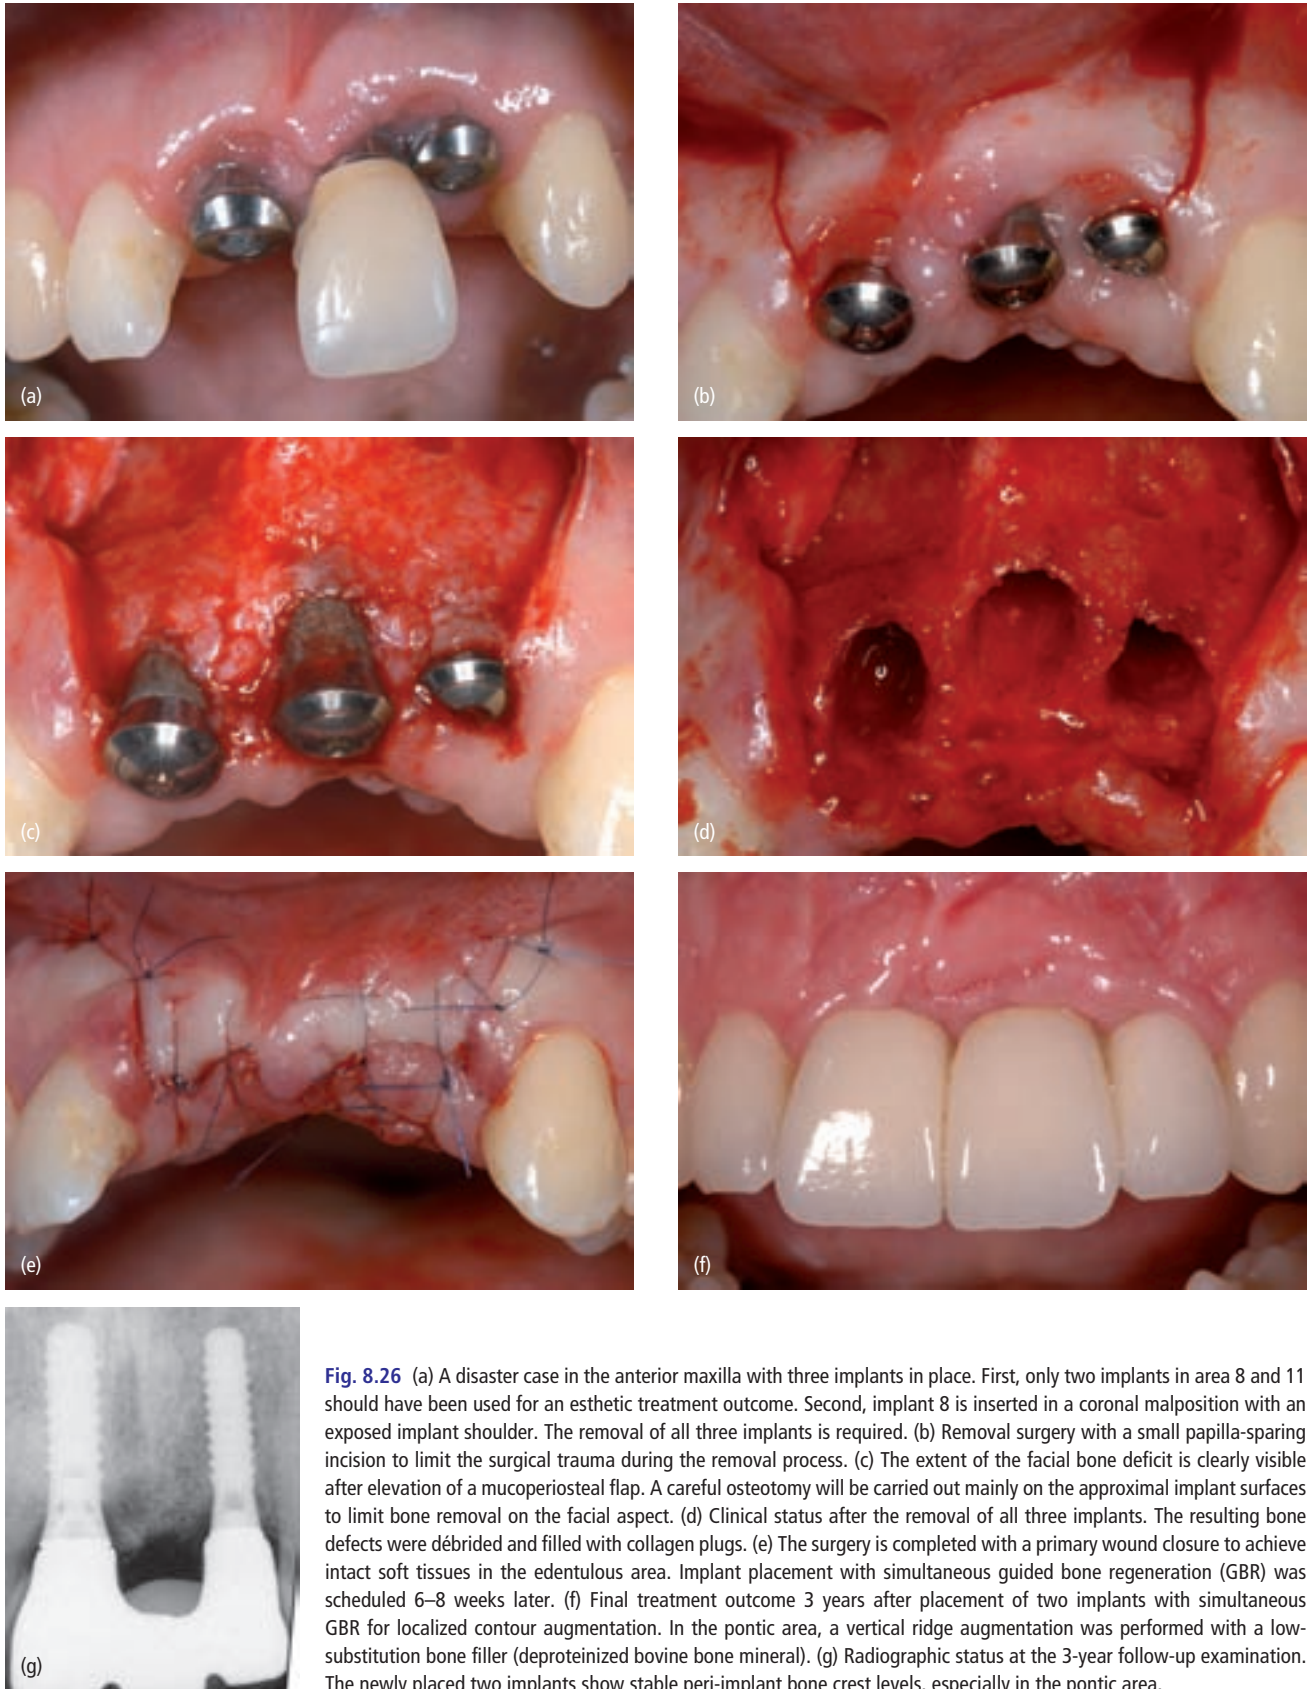 (a)
(b)
(c)
(d)
(e)
(f)
(g)
Fig. 8.26 (a) A disaster case in the anterior maxilla with three implants in place. First, only two implants in area 8 and 11
should have been used for an esthetic treatment outcome. Second, implant 8 is inserted in a coronal malposition with an
exposed implant shoulder. The removal of all three implants is required. (b) Removal surgery with a small papilla-sparing
incision to limit the surgical trauma during the removal process. (c) The extent of the facial bone deficit is clearly visible
after elevation of a mucoperiosteal flap. A careful osteotomy will be carried out mainly on the approximal implant surfaces
to limit bone removal on the facial aspect. (d) Clinical status after the removal of all three implants. The resulting bone
defects were débrided and filled with collagen plugs. (e) The surgery is completed with a primary wound closure to achieve
intact soft tissues in the edentulous area. Implant placement with simultaneous guided bone regeneration (GBR) was
scheduled 6–8 weeks later. (f) Final treatment outcome 3 years after placement of two implants with simultaneous
GBR for localized contour augmentation. In the pontic area, a vertical ridge augmentation was performed with a low-
substitution bone filler (deproteinized bovine bone mineral). (g) Radiographic status at the 3-year follow-up examination.
The newly placed two implants show stable peri-implant bone crest levels, especially in the pontic area.